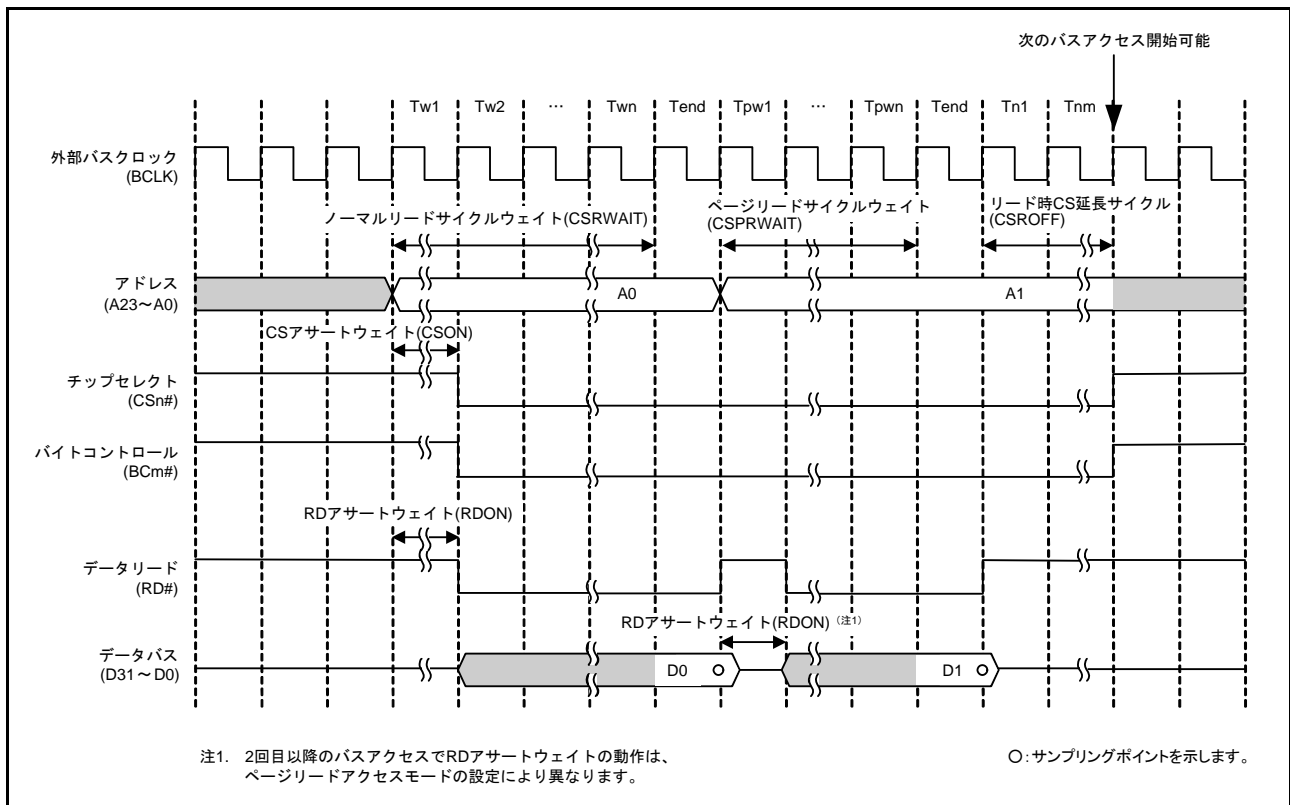 次のバスアクセス開始可能
Tw1 Tw2 … Twn Tend Tpw1 … Tpwn Tend Tn1 Tnm
外部バスクロック
(BCLK)
ノーマルリードサイクルウェイト(CSRWAIT)
ページリードサイクルウェイト
(CSPRWAIT)
リード時CS延長サイクル
(CSROFF)
アドレス
(A23～A0)
A0 A1
CSアサートウェイト(CSON)
チップセレクト
(CSn#)
バイトコントロール
(BCm#)
RDアサートウェイト(RDON)
データリード
(RD#)
RDアサートウェイト(RDON)（注1）
データバス
(D31～D0)
D0 D1
注1. 2回目以降のバスアクセスでRDアサートウェイトの動作は、
ページリードアクセスモードの設定により異なります。
○：サンプリングポイントを示します。